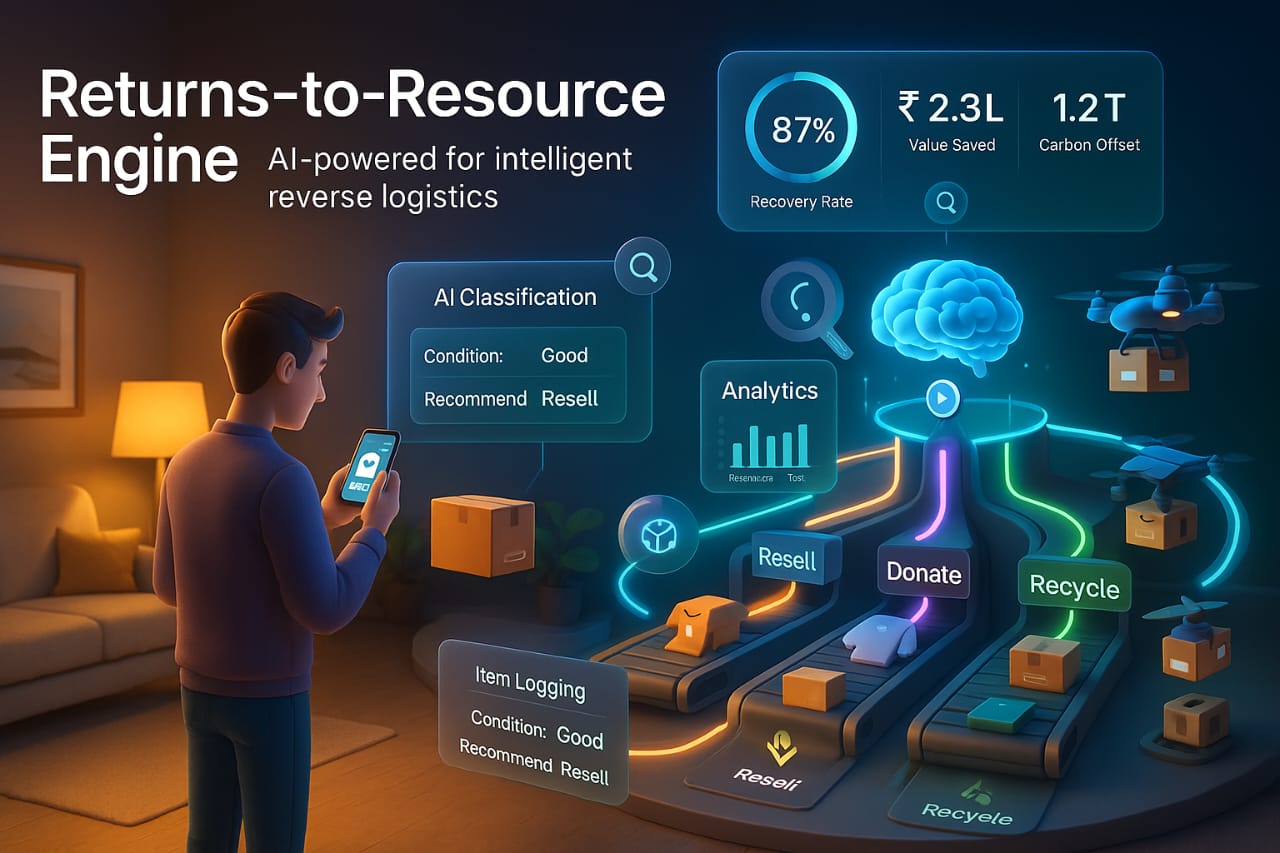 Returns-to-Resource
Engine
AI-powered for intelligent
reverse logistics
87%
Recovery Rate
₹ 2.3L
Value Saved
1.2 T
Carbon Offset
AI Classification
Condition: Good
Recommend Resell
Analytics
Tost
Resell
Donate
Recycle
Item Logging
Condition: Good
Recommend Resell
Reseli
Recyele